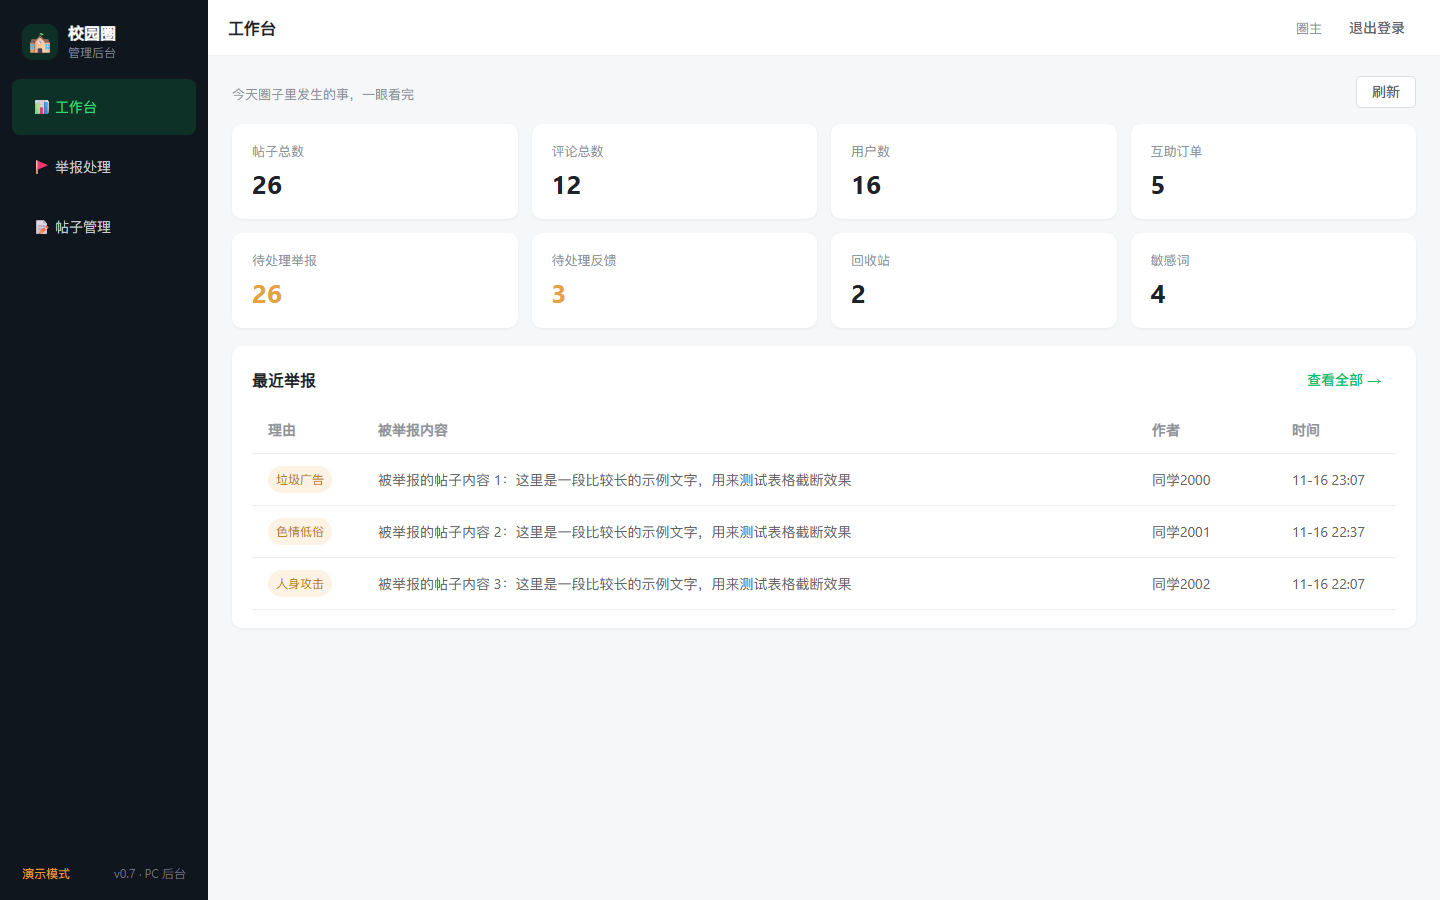 校园圈
管理后台
工作台
举报处理
帖子管理
演示模式 v0.7 · PC 后台
工作台 圈主 退出登录
今天圈子里发生的事，一眼看完 刷新
帖子总数 评论总数 用户数 互助订单
26 12 16 5
待处理举报 待处理反馈 回收站 敏感词
26 3 2 4
最近举报 查看全部 →
理由 被举报内容 作者 时间
垃圾广告 被举报的帖子内容 1：这里是一段比较长的示例文字，用来测试表格截断效果 同学2000 11-16 23:07
色情低俗 被举报的帖子内容 2：这里是一段比较长的示例文字，用来测试表格截断效果 同学2001 11-16 22:37
人身攻击 被举报的帖子内容 3：这里是一段比较长的示例文字，用来测试表格截断效果 同学2002 11-16 22:07